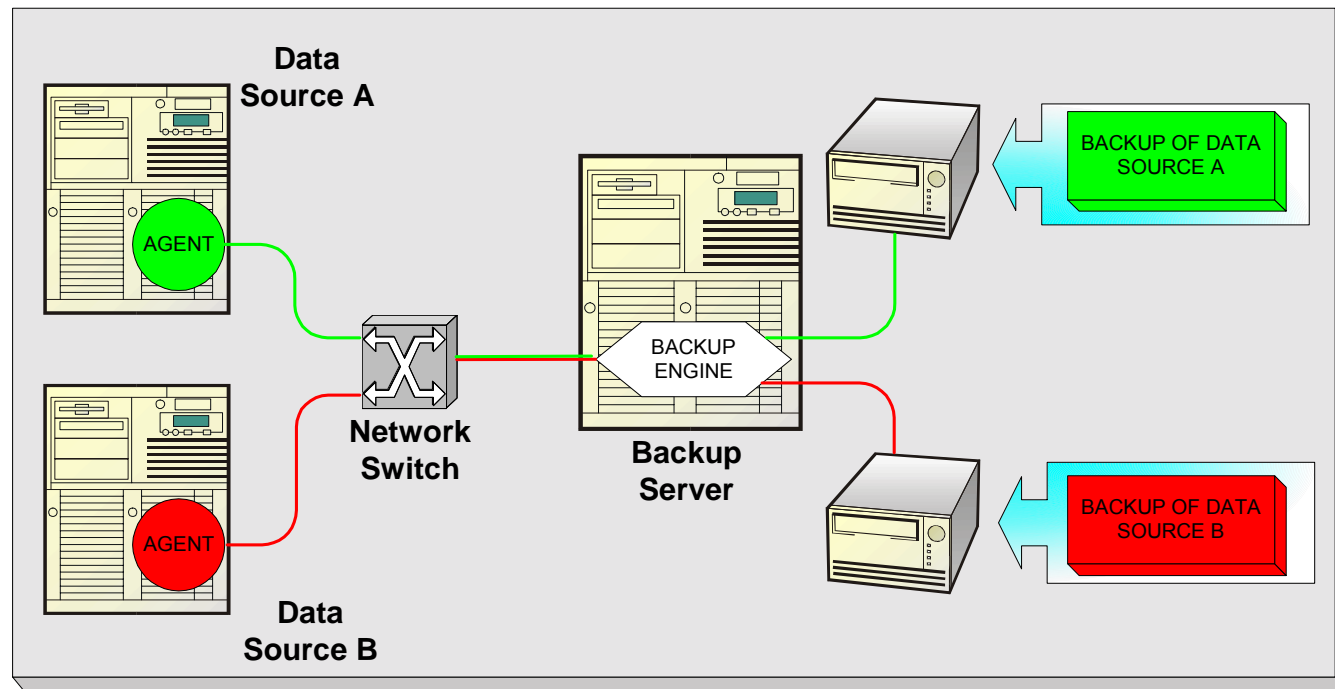 Data
Source A
AGENT
AGENT
Data
Source B
Network
Switch
BACKUP
ENGINE
Backup
Server
BACKUP OF DATA
SOURCE A
BACKUP OF DATA
SOURCE B